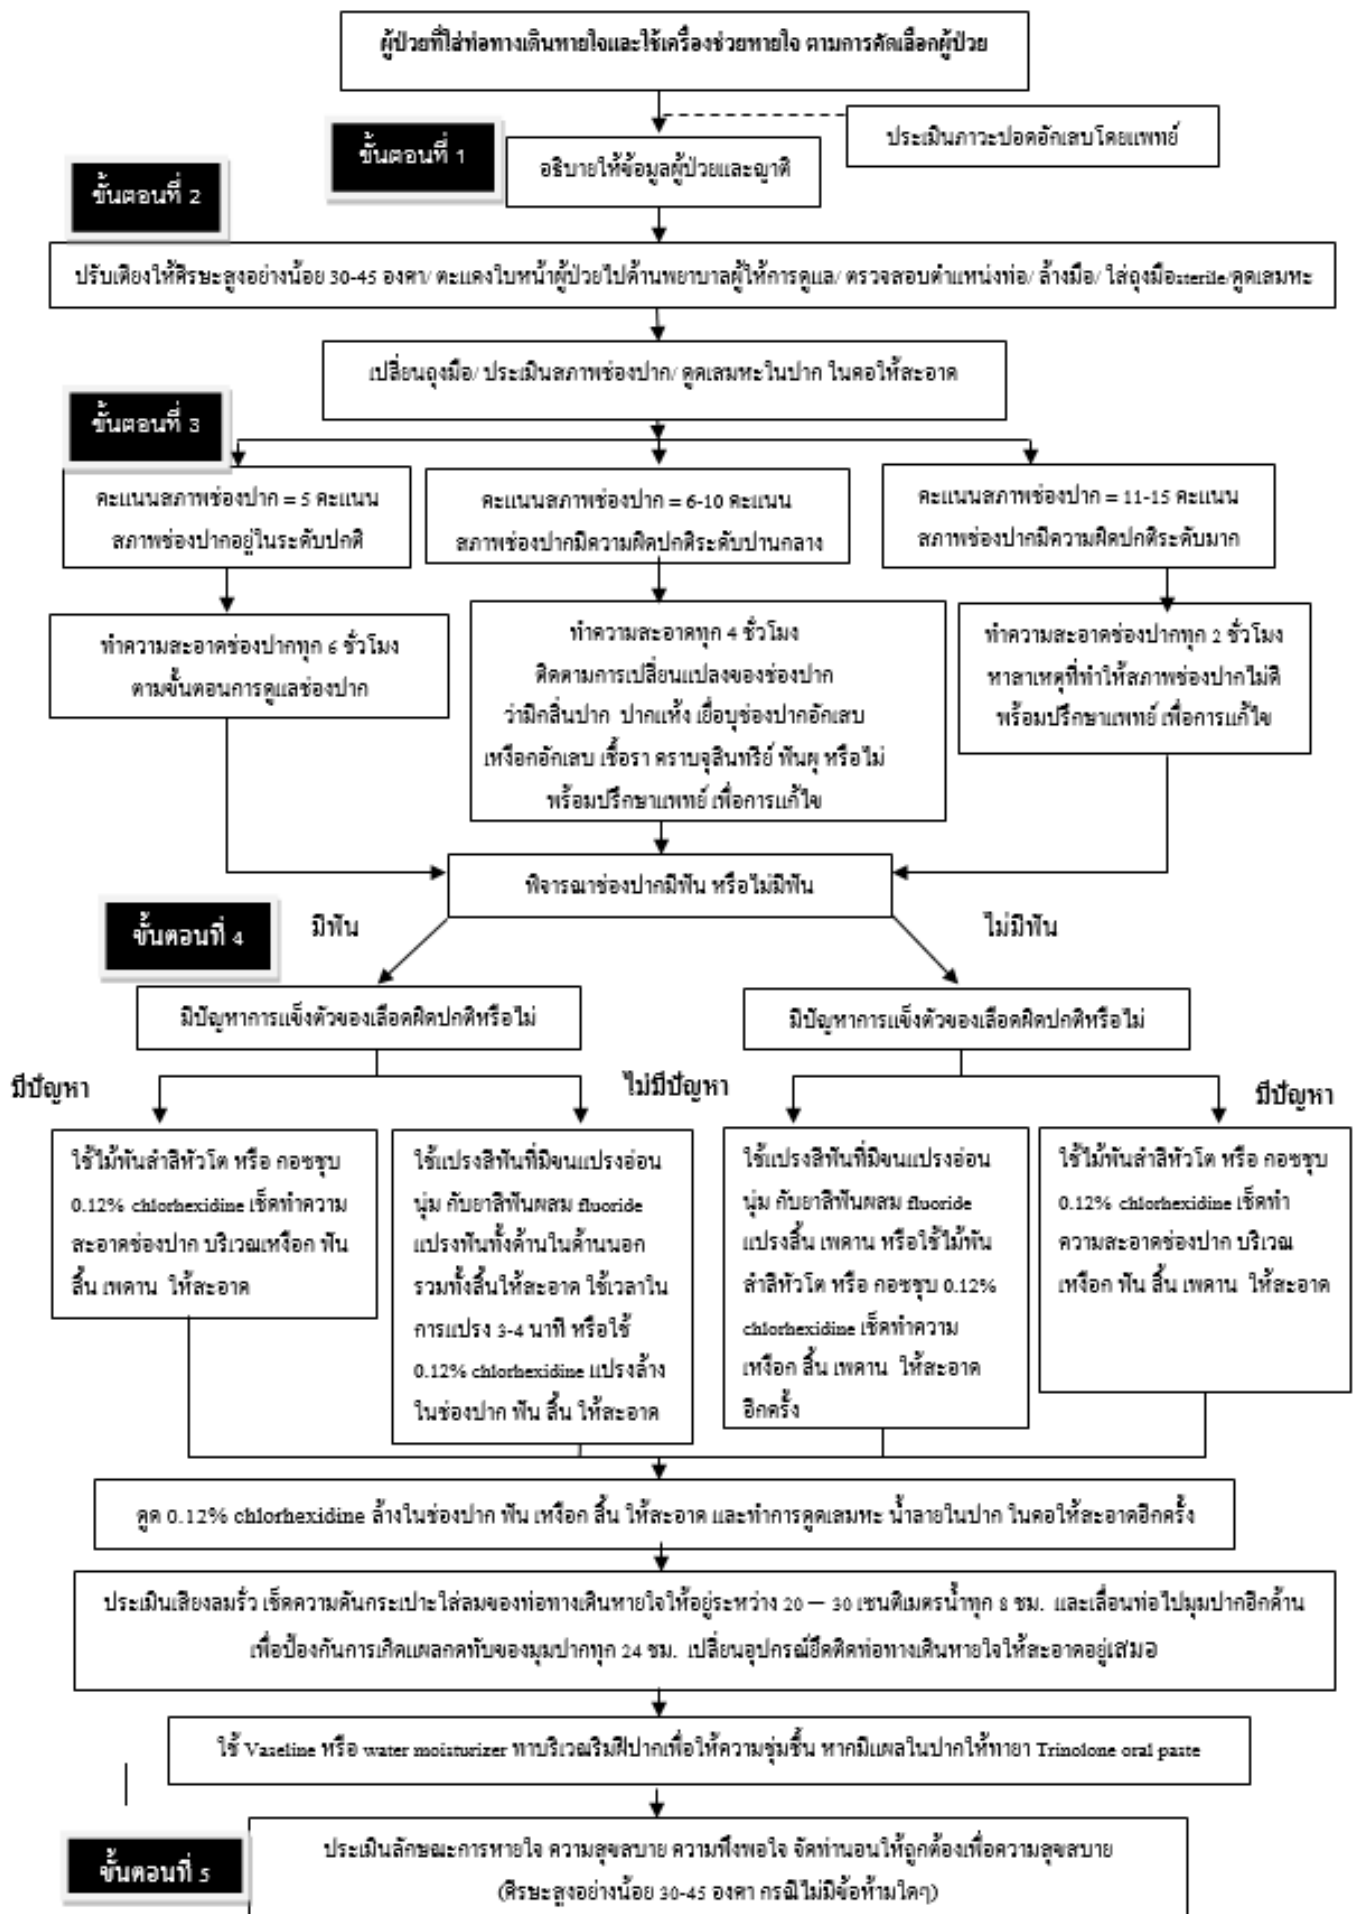 ผู้ป่วยที่ใส่ท่อทางเดินหายใจและใช้เครื่องช่วยหายใจ ตามการคัดเลือกผู้ป่วย
ประเมินภาวะปอดอักเสบโดยแพทย์
ขั้นตอนที่ 1
อธิบายให้ข้อมูลผู้ป่วยและญาติ
ขั้นตอนที่ 2
ปรับเตียงให้ศีรษะสูงอย่างน้อย 30-45 องศา/ ตะแคงใบหน้าผู้ป่วยไปด้านพยาบาลผู้ให้การดูแล/ ตรวจสอบตำแหน่งท่อ/ ล้างมือ/ ใส่ถุงมือsterile/ดูดเสมหะ
เปลี่ยนถุงมือ/ ประเมินสภาพช่องปาก/ ดูดเสมหะในปาก ในคอให้สะอาด
ขั้นตอนที่ 3
คะแนนสภาพช่องปาก = 5 คะแนน
สภาพช่องปากอยู่ในระดับปกติ
คะแนนสภาพช่องปาก = 6-10 คะแนน
สภาพช่องปากมีความผิดปกติระดับปานกลาง
คะแนนสภาพช่องปาก = 11-15 คะแนน
สภาพช่องปากมีความผิดปกติระดับมาก
ทำความสะอาดช่องปากทุก 6 ชั่วโมง
ตามขั้นตอนการดูแลช่องปาก
ทำความสะอาดทุก 4 ชั่วโมง
ติดตามการเปลี่ยนแปลงของช่องปาก
ว่ามีกลิ่นปาก ปากแห้ง เยื่อบุช่องปากอักเสบ
เหงือกอักเสบ เชื้อรา คราบจุลินทรีย์ ฟันผุ หรือไม่
พร้อมปรึกษาแพทย์ เพื่อการแก้ไข
ทำความสะอาดช่องปากทุก 2 ชั่วโมง
หาสาเหตุที่ทำให้สภาพช่องปากไม่ดี
พร้อมปรึกษาแพทย์ เพื่อการแก้ไข
พิจารณาช่องปากมีฟัน หรือไม่มีฟัน
ขั้นตอนที่ 4
มีฟัน
ไม่มีฟัน
มีปัญหาการแข็งตัวของเลือดผิดปกติหรือไม่
มีปัญหาการแข็งตัวของเลือดผิดปกติหรือไม่
มีปัญหา
ไม่มีปัญหา
มีปัญหา
ใช้ไม้พันสำลีหัวโต หรือ กอซชุบ
0.12% chlorhexidine เช็ดทำความ
สะอาดช่องปาก บริเวณเหงือก ฟัน
ลิ้น เพดาน ให้สะอาด
ใช้แปรงสีฟันที่มีขนแปรงอ่อน
นุ่ม กับยาสีฟันผสม fluoride
แปรงฟันทั้งด้านในด้านนอก
รวมทั้งลิ้นให้สะอาด ใช้เวลาใน
การแปรง 3-4 นาที หรือใช้
0.12% chlorhexidine แปรงล้าง
ในช่องปาก ฟัน ลิ้น ให้สะอาด
ใช้แปรงสีฟันที่มีขนแปรงอ่อน
นุ่ม กับยาสีฟันผสม fluoride
แปรงลิ้น เพดาน หรือใช้ไม้พัน
สำลีหัวโต หรือ กอซชุบ 0.12%
chlorhexidine เช็ดทำความ
เหงือก ลิ้น เพดาน ให้สะอาด
อีกครั้ง
ใช้ไม้พันสำลีหัวโต หรือ กอซชุบ
0.12% chlorhexidine เช็ดทำ
ความสะอาดช่องปาก บริเวณ
เหงือก ฟัน ลิ้น เพดาน ให้สะอาด
ดูด 0.12% chlorhexidine ล้างในช่องปาก ฟัน เหงือก ลิ้น ให้สะอาด และทำการดูดเสมหะ น้ำลายในปาก ในคอให้สะอาดอีกครั้ง
ประเมินเสียงลมรั่ว เช็ดความดันกระเปาะใส่ลมของท่อทางเดินหายใจให้อยู่ระหว่าง 20 – 30 เซนติเมตรน้ำทุก 8 ชม. และเลื่อนท่อไปมุมปากอีกด้าน
เพื่อป้องกันการเกิดแผลกดทับของมุมปากทุก 24 ชม. เปลี่ยนอุปกรณ์ยึดติดท่อทางเดินหายใจให้สะอาดอยู่เสมอ
ใช้ Vaseline หรือ water moisturizer ทาบริเวณริมฝีปากเพื่อให้ความชุ่มชื้น หากมีแผลในปากให้ทายา Trinolone oral paste
ขั้นตอนที่ 5
ประเมินลักษณะการหายใจ ความสุขสบาย ความพึงพอใจ จัดท่านอนให้ถูกต้องเพื่อความสุขสบาย
(ศีรษะสูงอย่างน้อย 30-45 องศา กรณีไม่มีข้อห้ามใดๆ)